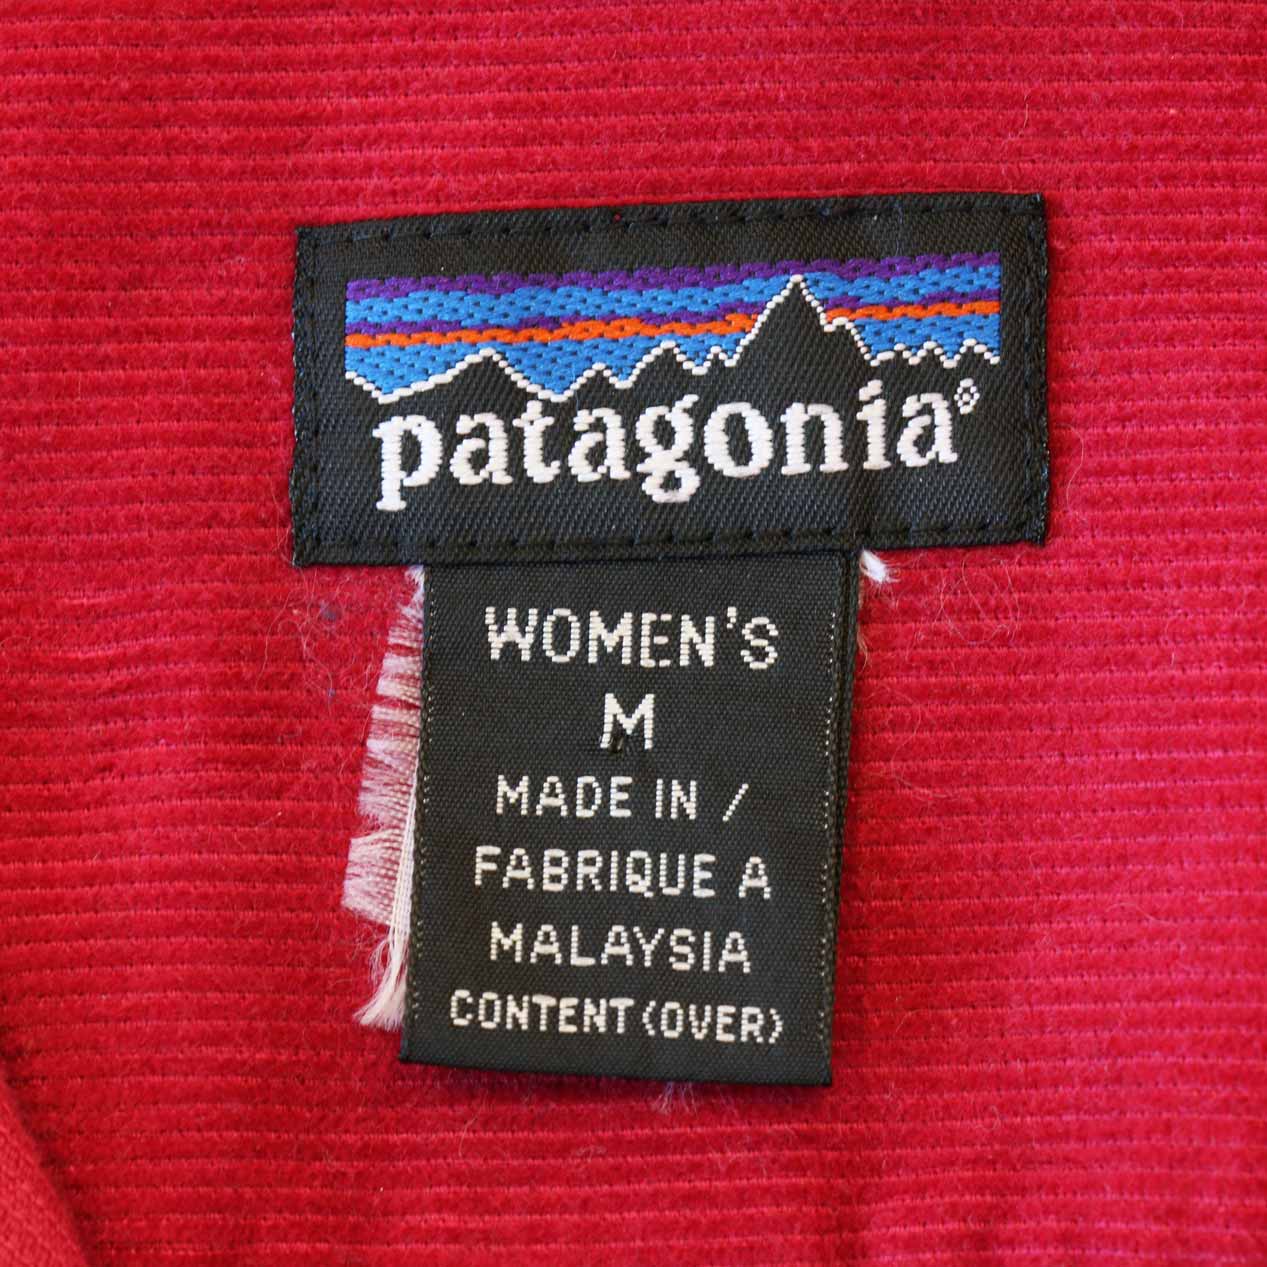 patagonia®
WOMEN'S
M
MADE IN /
FABRIQUE A
MALAYSIA
CONTENT (OVER)